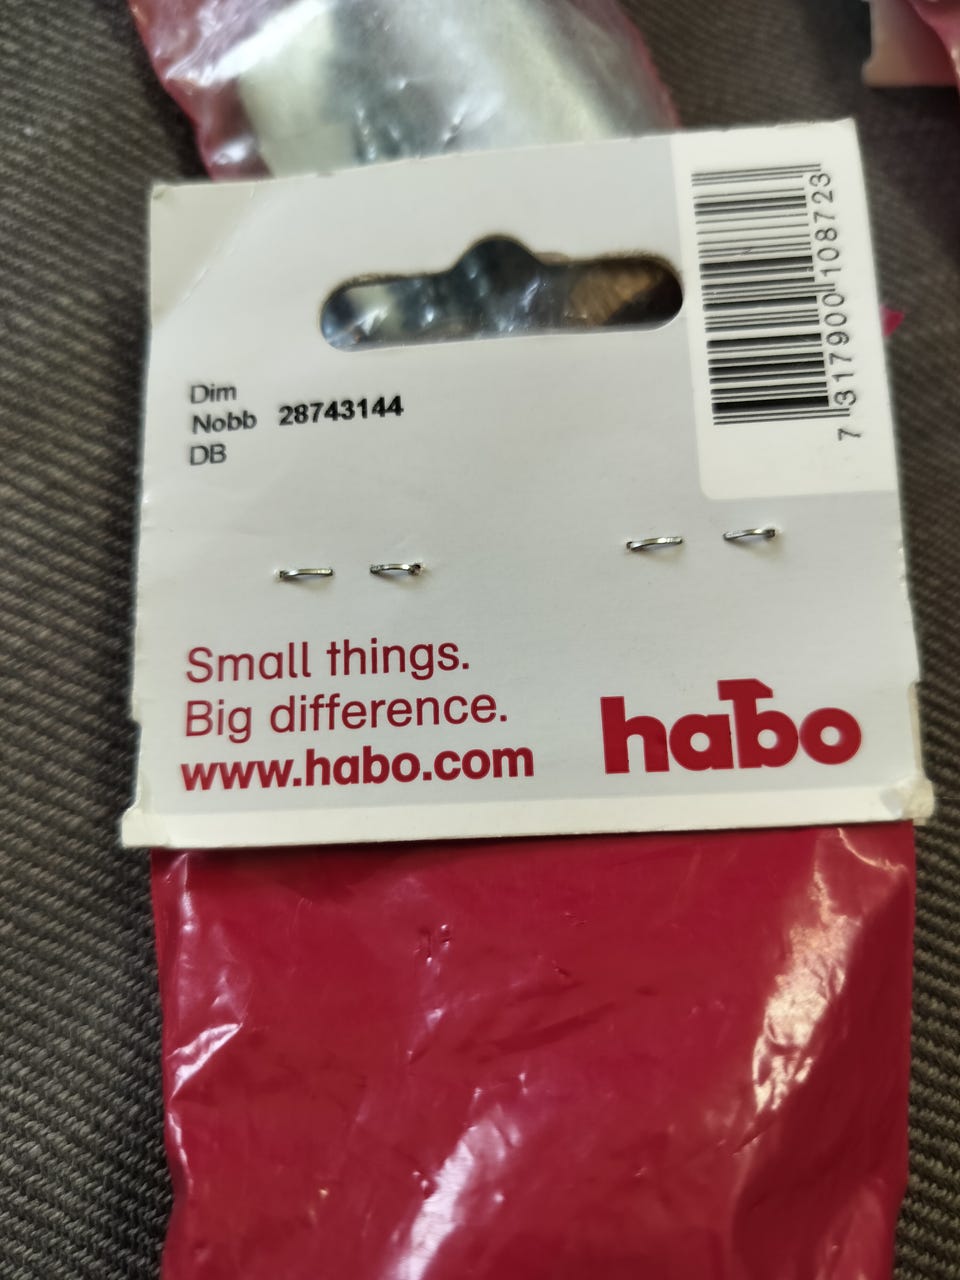 7 317900 108723
Dim
Nobb 28743144
DB
Small things.
Big difference.
www.habo.com
habo